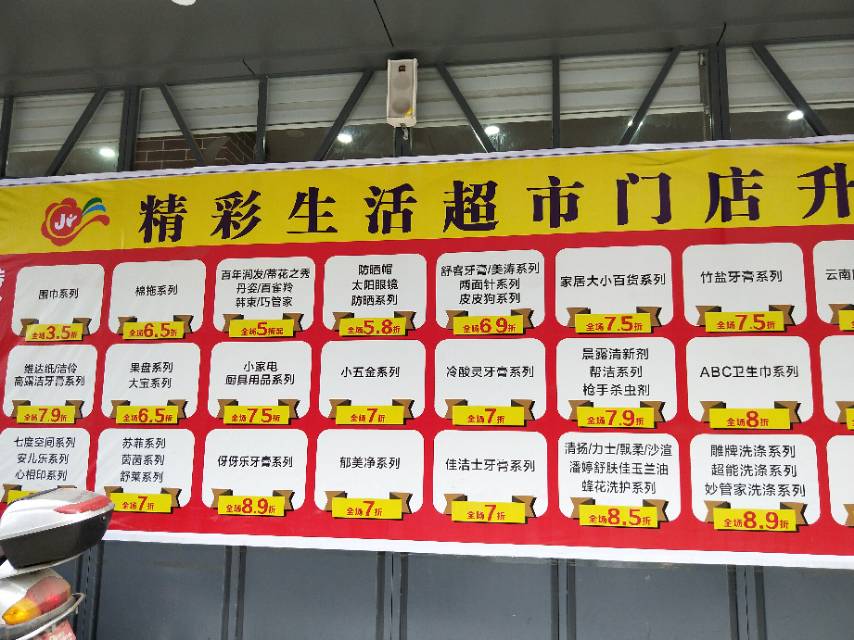 JY
精彩生活超市门店升
围巾系列
全场3.5折
棉拖系列
全场6.5折
百年润发/蒂花之秀
丹姿/百雀羚
韩束/巧管家
全场5折起
防晒帽
太阳眼镜
防晒系列
全场5.8折
舒客牙膏/美涛系列
两面针系列
皮皮狗系列
全场6.9折
家居大小百货系列
全场7.5折
竹盐牙膏系列
全场7.5折
云南
全场
维达纸/洁伶
高露洁牙膏系列
全场7.9折
果盘系列
大宝系列
全场6.5折
小家电
厨具用品系列
全场7.5折
小五金系列
全场7折
冷酸灵牙膏系列
全场7折
晨露清新剂
帮洁系列
枪手杀虫剂
全场7.9折
ABC卫生巾系列
全场8折
七度空间系列
安儿乐系列
心相印系列
苏菲系列
茵茵系列
舒莱系列
全场7折
伢伢乐牙膏系列
全场8.9折
郁美净系列
全场7折
佳洁士牙膏系列
全场7折
清扬/力士/飘柔/沙渲
潘婷舒肤佳玉兰油
蜂花洗护系列
全场8.5折
雕牌洗涤系列
超能洗涤系列
妙管家洗涤系列
全场8.9折